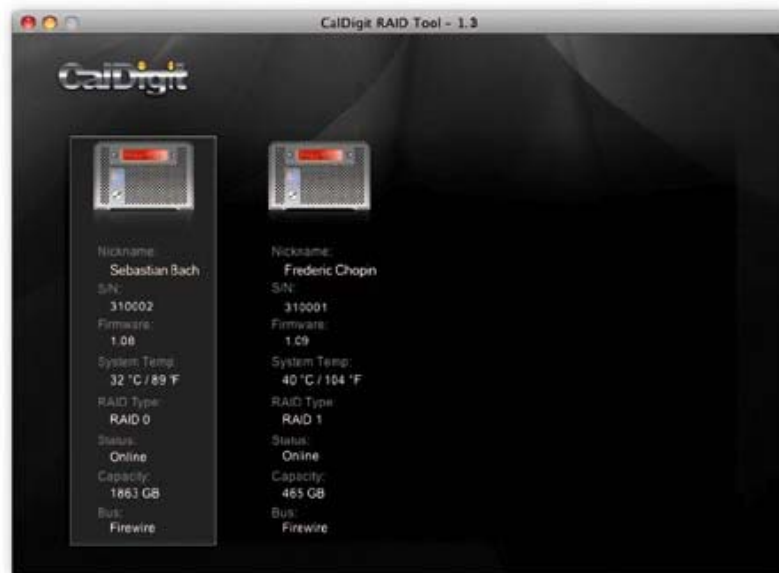 CalDigit RAID Tool - 1.3
CalDigit
Nickname:
Sebastian Bach
S/N:
310002
Firmware:
1.08
System Temp:
32 °C / 89 °F
RAID Type:
RAID 0
Status:
Online
Capacity:
1863 GB
Bus:
Firewire
Nickname:
Frederic Chopin
S/N:
310001
Firmware:
1.09
System Temp:
40 °C / 104 °F
RAID Type
RAID 1
Status:
Online
Capacity:
465 GB
Bus:
Firewire